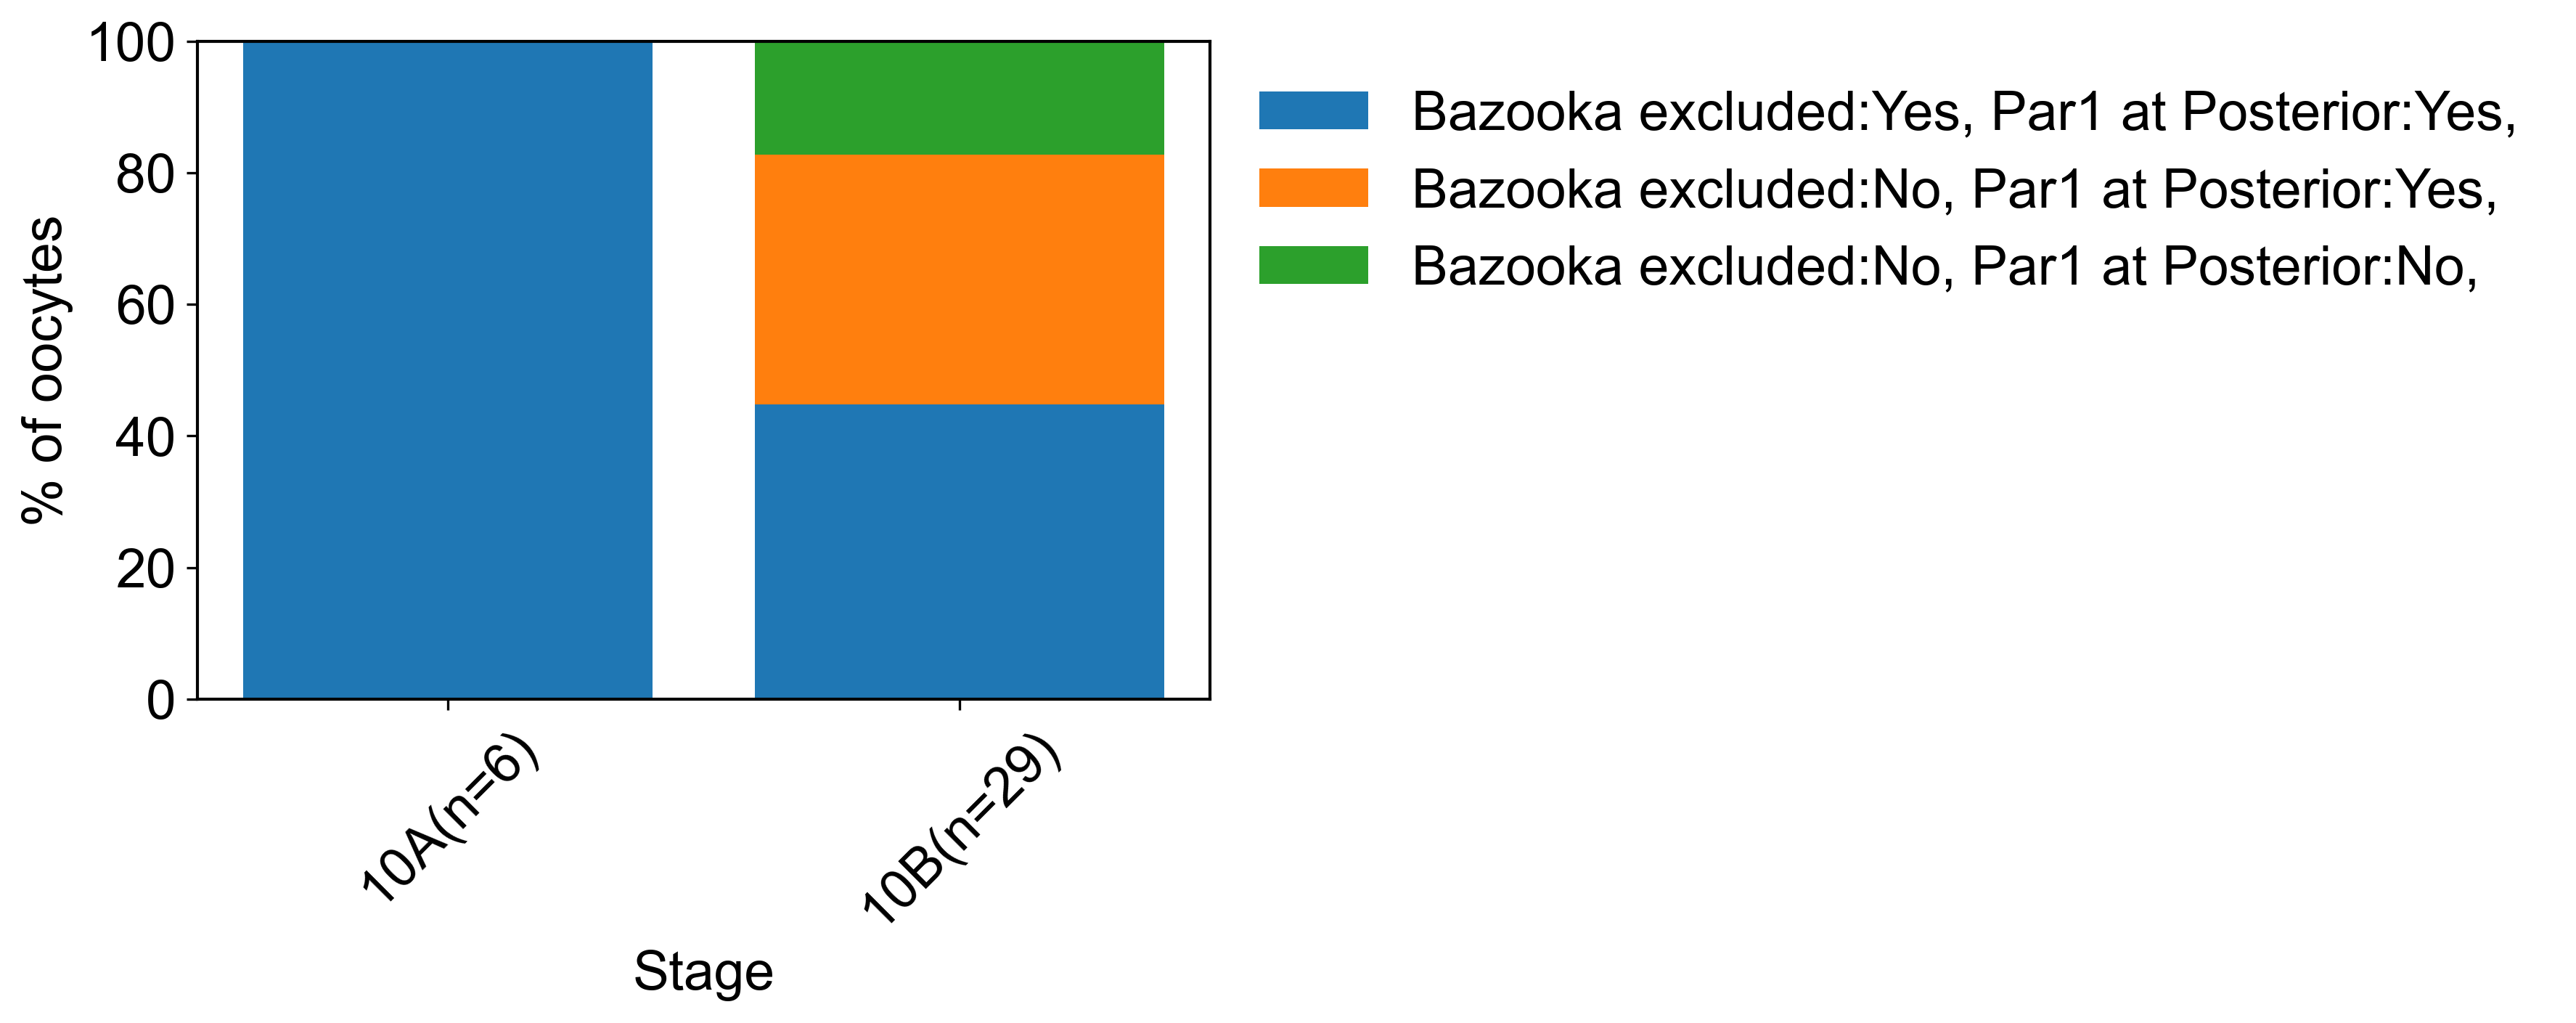 100
80
60
40
20
0
% of oocytes
10A(n=6)
10B(n=29)
Stage
Bazooka excluded:Yes, Par1 at Posterior:Yes,
Bazooka excluded:No, Par1 at Posterior:Yes,
Bazooka excluded:No, Par1 at Posterior:No,